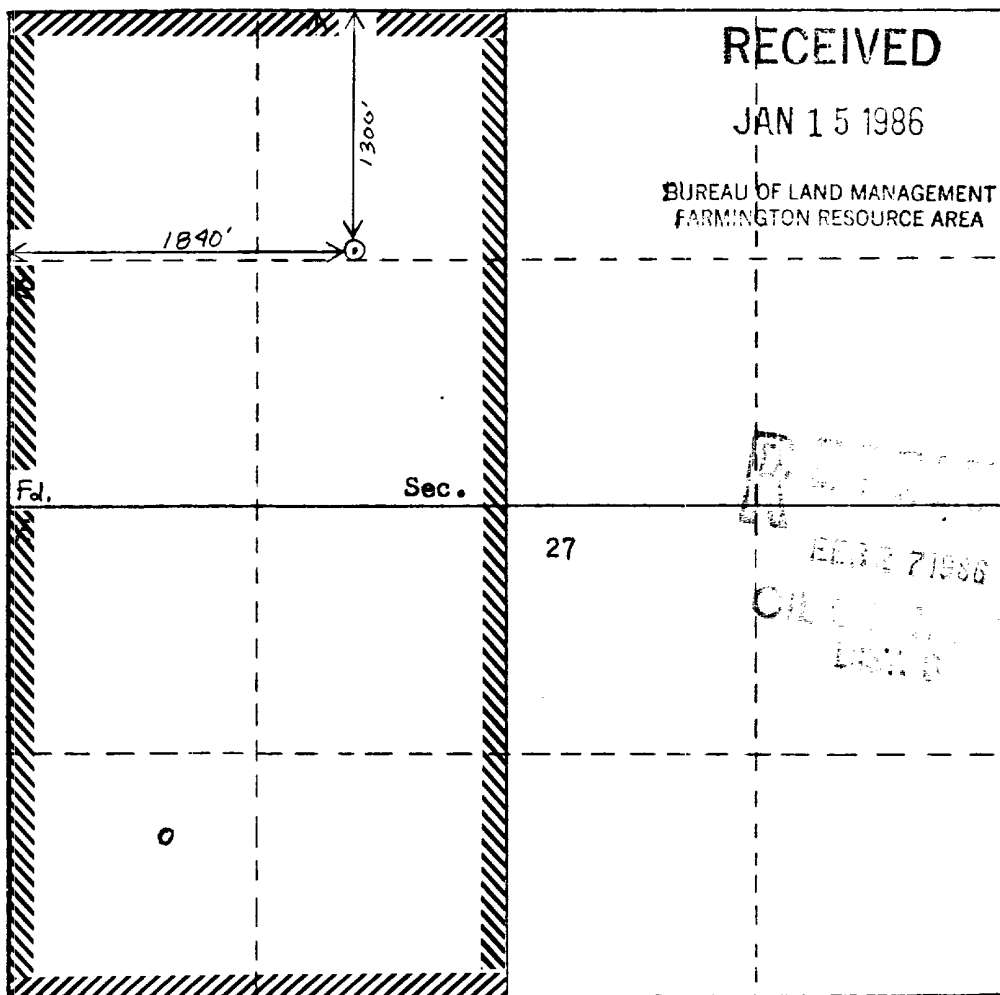 RECEIVED
JAN 15 1986
BUREAU OF LAND MANAGEMENT
FARMINGTON RESOURCE AREA
1300'
1840'
Fd.
Sec.
27